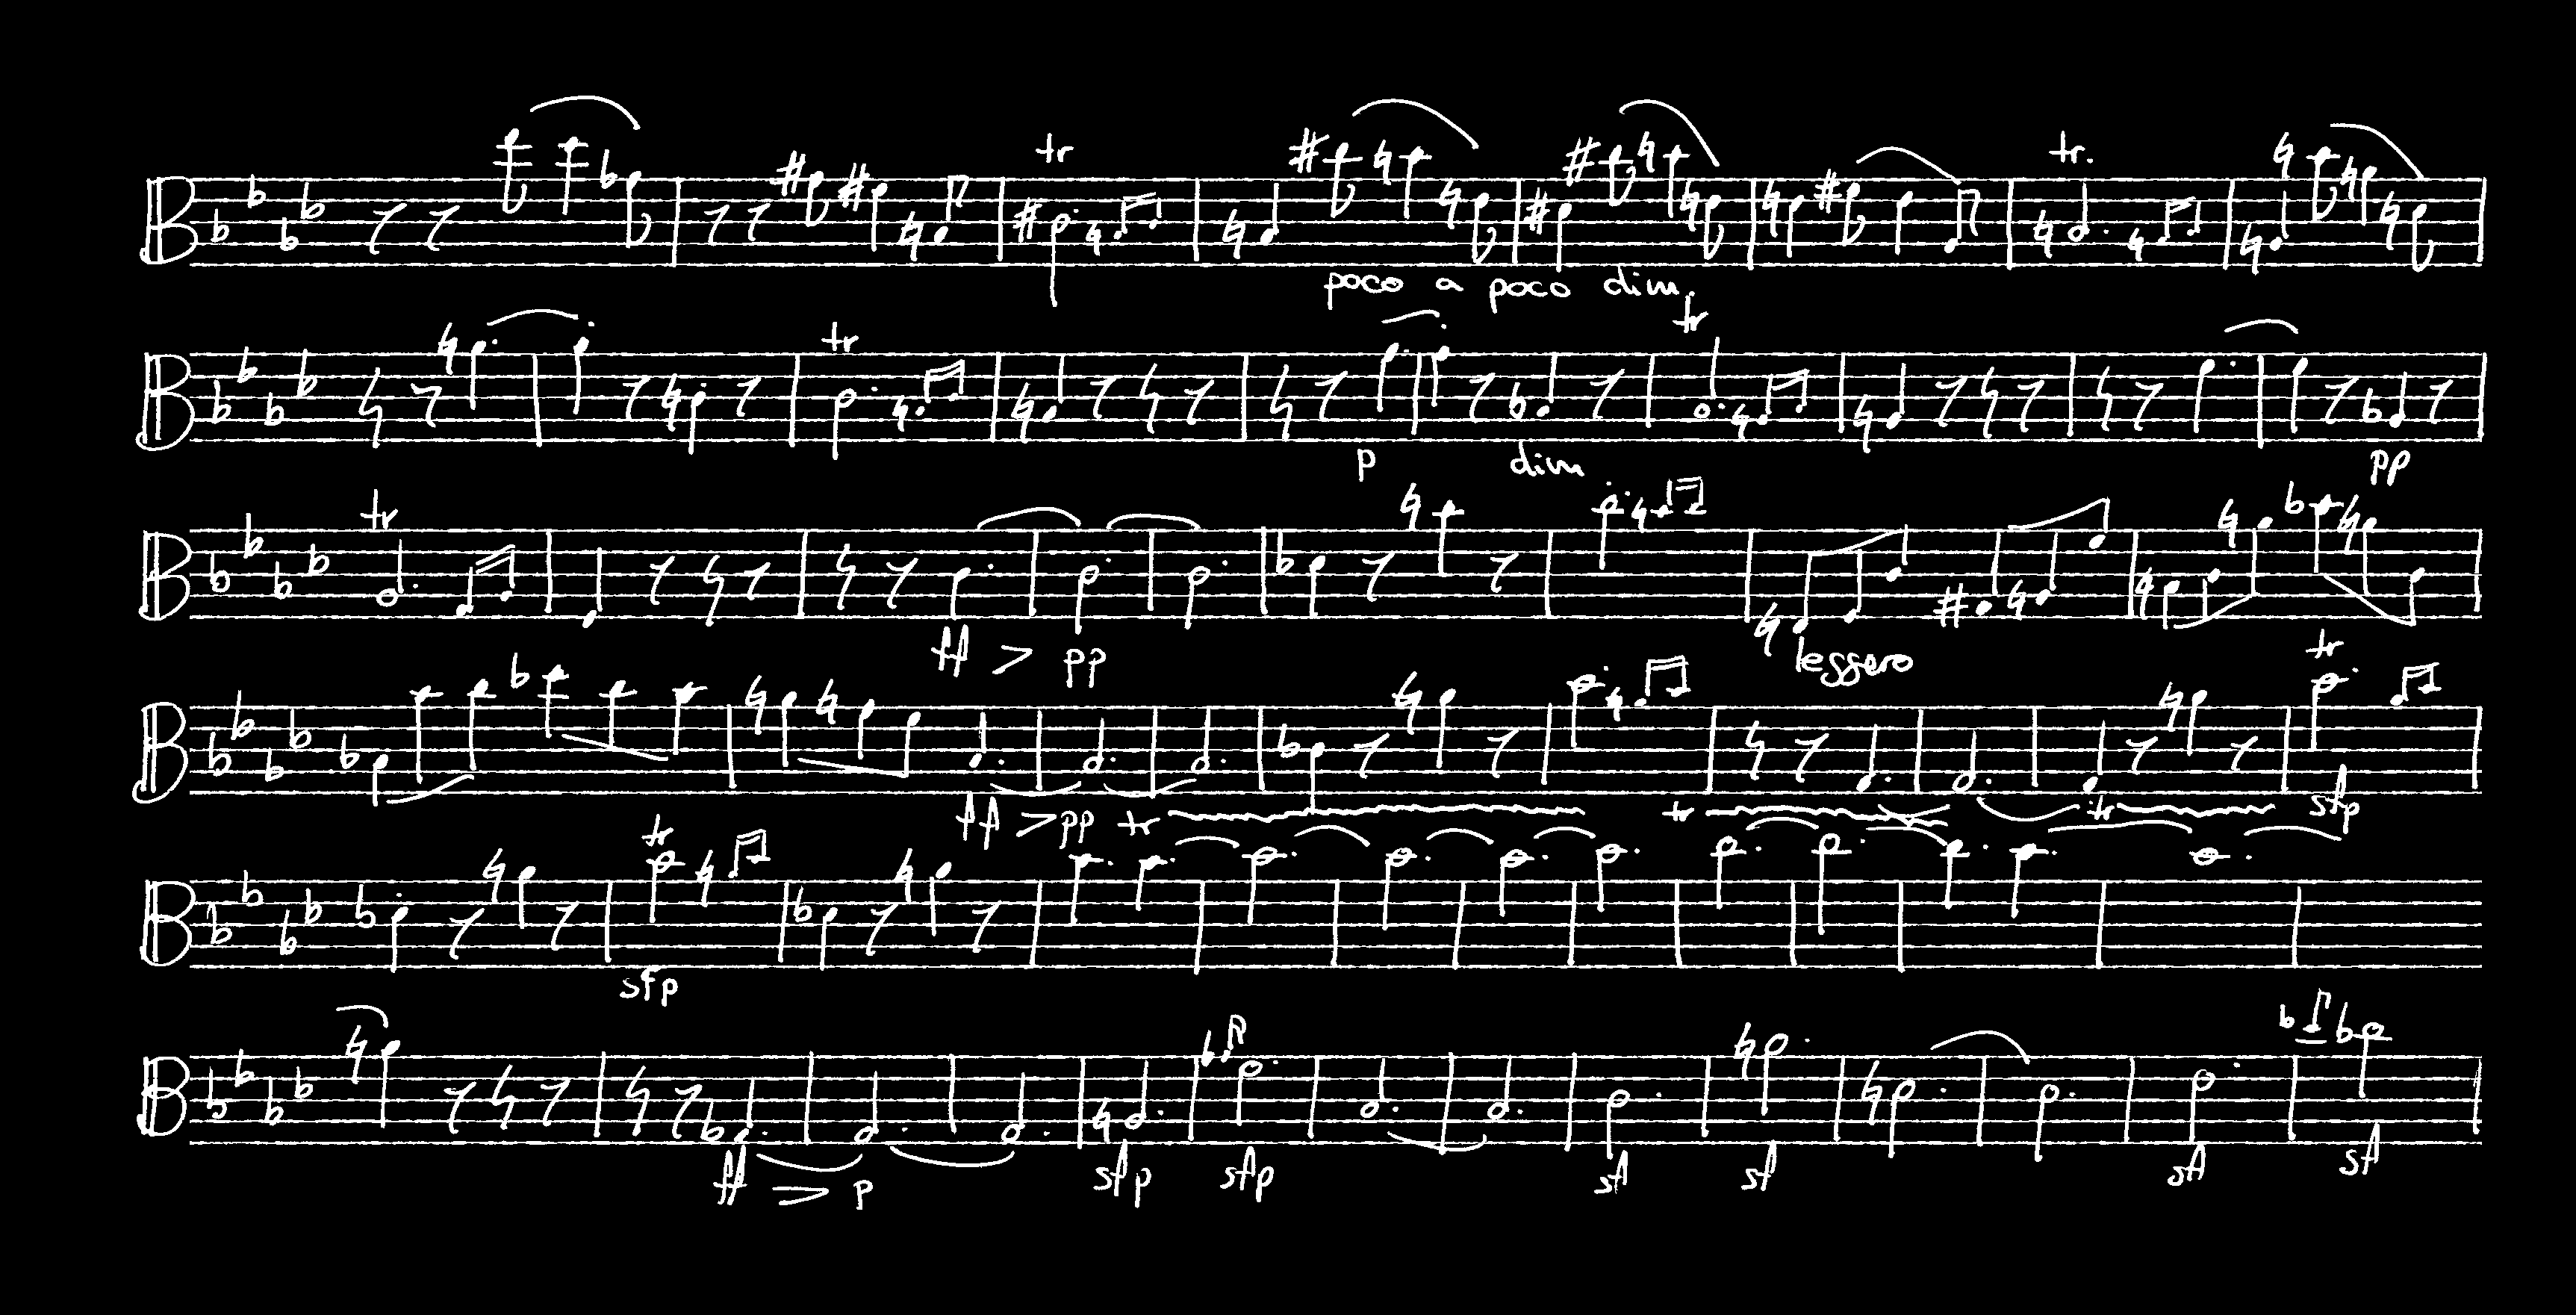 tr tr.
poco a poco dim.
tr tr
p dim pp
tr
ff > pp leggero
tr
ff > pp tr tr tr sfp
tr
sfp
ff > p sfp sfp sf sf sf sf